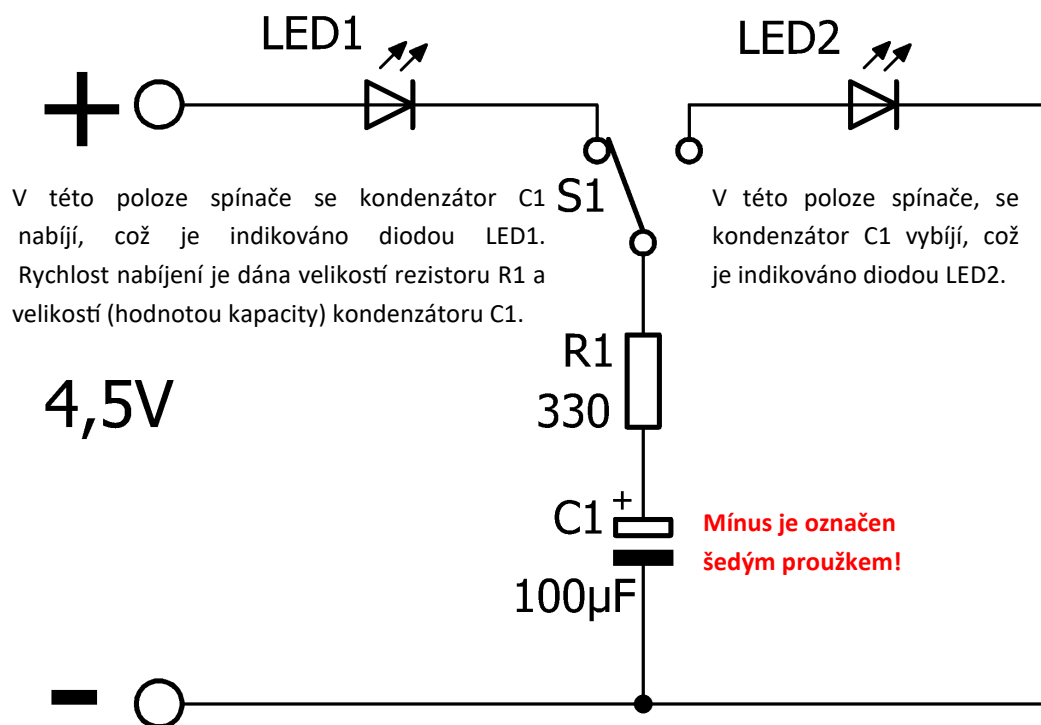 LED1
LED2
+
V této poloze spínače se kondenzátor C1
nabíjí, což je indikováno diodou LED1.
Rychlost nabíjení je dána velikostí rezistoru R1 a
velikostí (hodnotou kapacity) kondenzátoru C1.
S1
V této poloze spínače, se
kondenzátor C1 vybíjí, což
je indikováno diodou LED2.
R1
330
4,5V
+
C1
100µF
Mínus je označen
šedým proužkem!
-